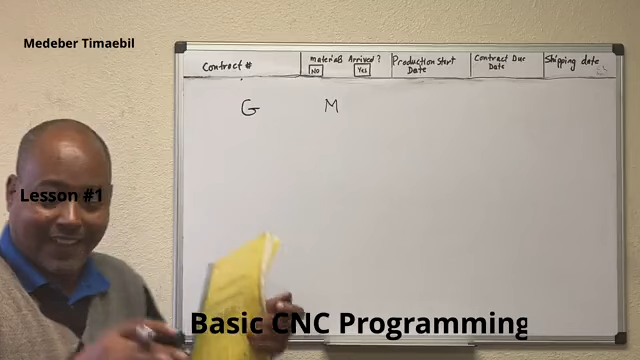 Medeber Timaebil
Contract #
Materials Arrived ?
NO
Yes
Production Start
Date
Contract Due
Date
Shipping date
G M
Lesson #1
Basic CNC Programming